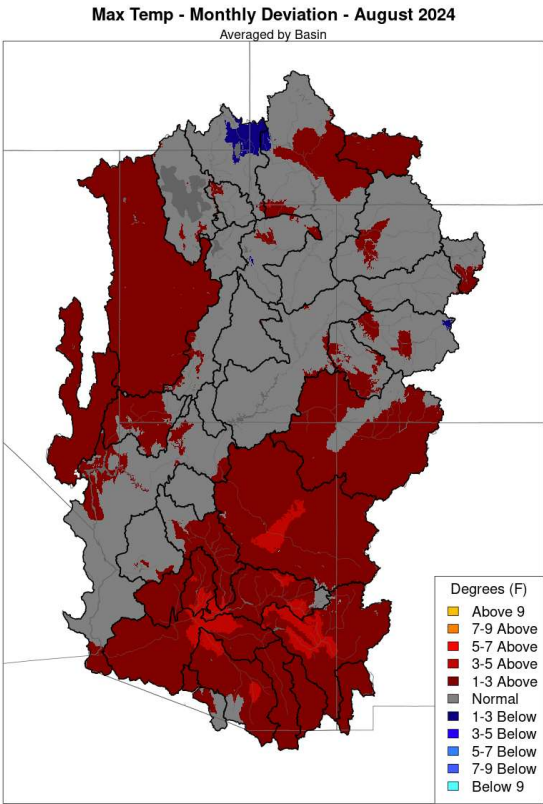 Max Temp - Monthly Deviation - August 2024
Averaged by Basin
Degrees (F)
Above 9
7-9 Above
5-7 Above
3-5 Above
1-3 Above
Normal
1-3 Below
3-5 Below
5-7 Below
7-9 Below
Below 9